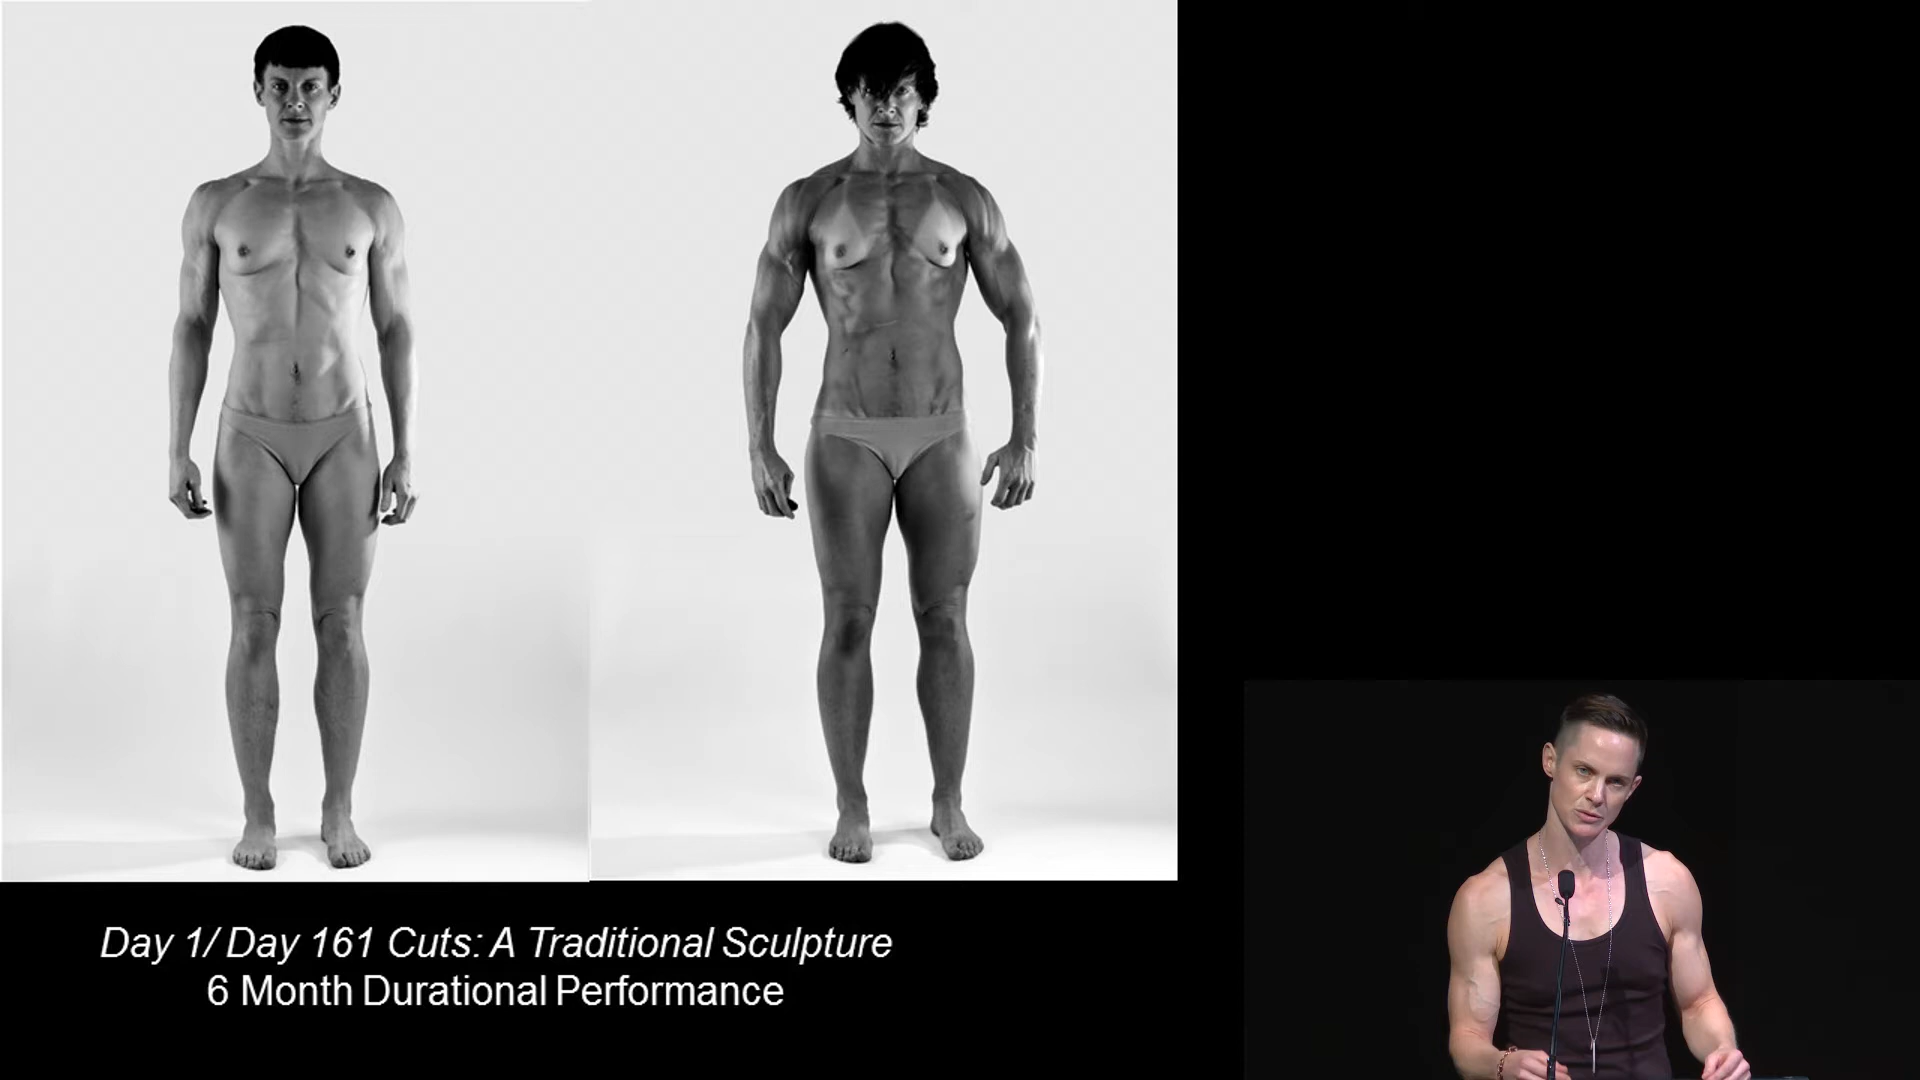 Day 1/ Day 161 Cuts: A Traditional Sculpture
6 Month Durational Performance